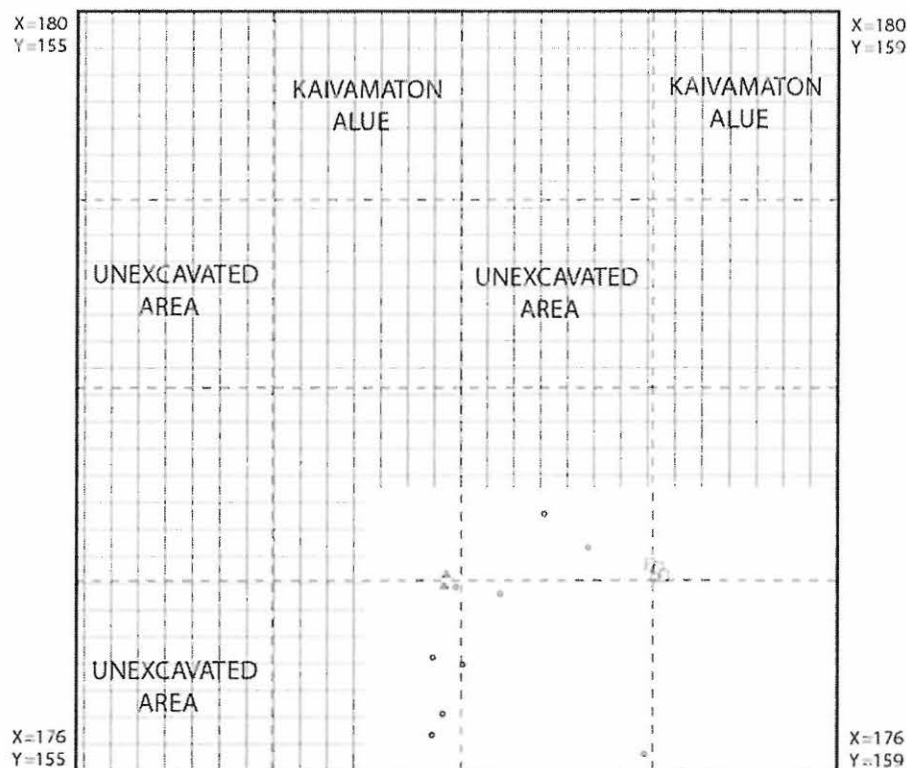 X=180
Y=155
X=180
Y=159
KAIVAMATON
ALUE
KAIVAMATON
ALUE
UNEXCAVATED
AREA
UNEXCAVATED
AREA
UNEXCAVATED
AREA
X=176
Y=155
X=176
Y=159